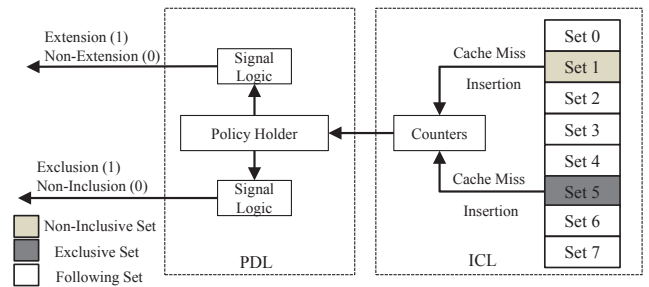 Extension (1)
Non-Extension (0)
Signal
Logic
Policy Holder
Exclusion (1)
Non-Inclusion (0)
Signal
Logic
PDL
Counters
Cache Miss
Insertion
Cache Miss
Insertion
ICL
Set 0
Set 1
Set 2
Set 3
Set 4
Set 5
Set 6
Set 7
Non-Inclusive Set
Exclusive Set
Following Set